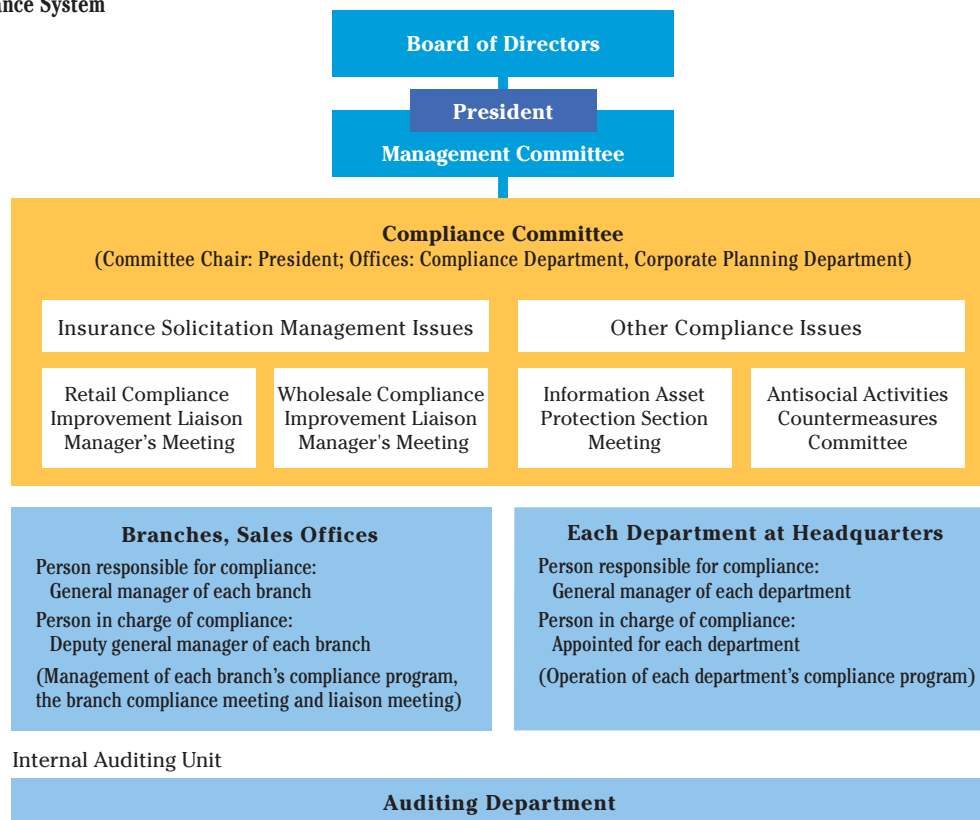 ance System
Board of Directors
President
Management Committee
Compliance Committee
(Committee Chair: President; Offices: Compliance Department, Corporate Planning Department)
Insurance Solicitation Management Issues
Other Compliance Issues
Retail Compliance
Improvement Liaison
Manager's Meeting
Wholesale Compliance
Improvement Liaison
Manager's Meeting
Information Asset
Protection Section
Meeting
Antisocial Activities
Countermeasures
Committee
Branches, Sales Offices
Person responsible for compliance:
General manager of each branch
Person in charge of compliance:
Deputy general manager of each branch
(Management of each branch's compliance program,
the branch compliance meeting and liaison meeting)
Each Department at Headquarters
Person responsible for compliance:
General manager of each department
Person in charge of compliance:
Appointed for each department
(Operation of each department's compliance program)
Internal Auditing Unit
Auditing Department